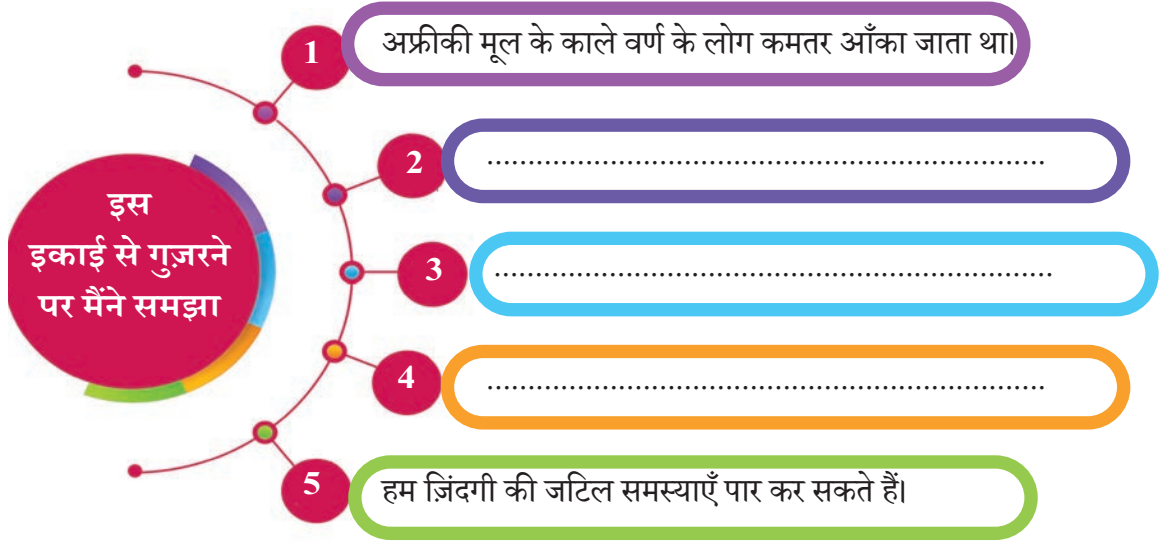 इस
इकाई से गुज़रने
पर मैंने समझा
1
अफ्रीकी मूल के काले वर्ण के लोग कमतर आँका जाता था।
2
....................................................................
3
....................................................................
4
....................................................................
5
हम ज़िंदगी की जटिल समस्याएँ पार कर सकते हैं।